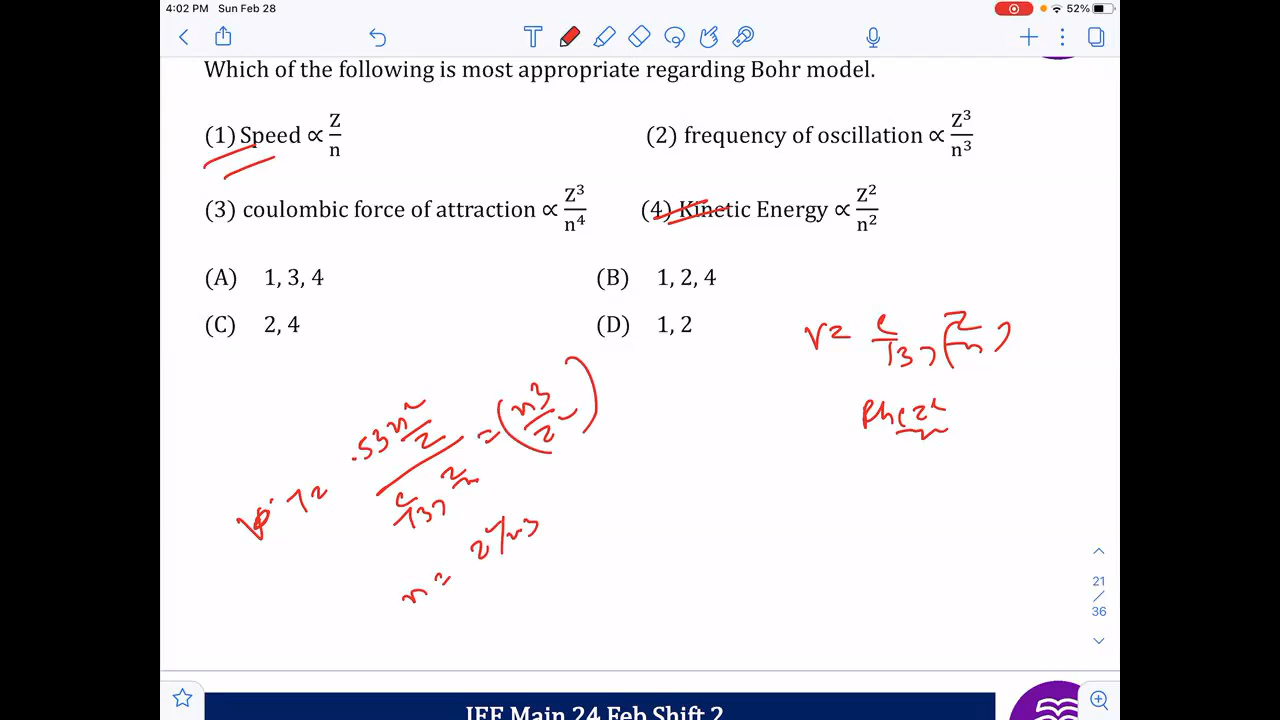 4:02 PM Sun Feb 28 52%
T
Which of the following is most appropriate regarding Bohr model.
(1) Speed ∝ Z/n (2) frequency of oscillation ∝ Z³/n³
(3) coulombic force of attraction ∝ Z³/n⁴ (4) Kinetic Energy ∝ Z²/n²
(A) 1, 3, 4 (B) 1, 2, 4
(C) 2, 4 (D) 1, 2
21
/
36
JEE Main 24 Feb Shift 2